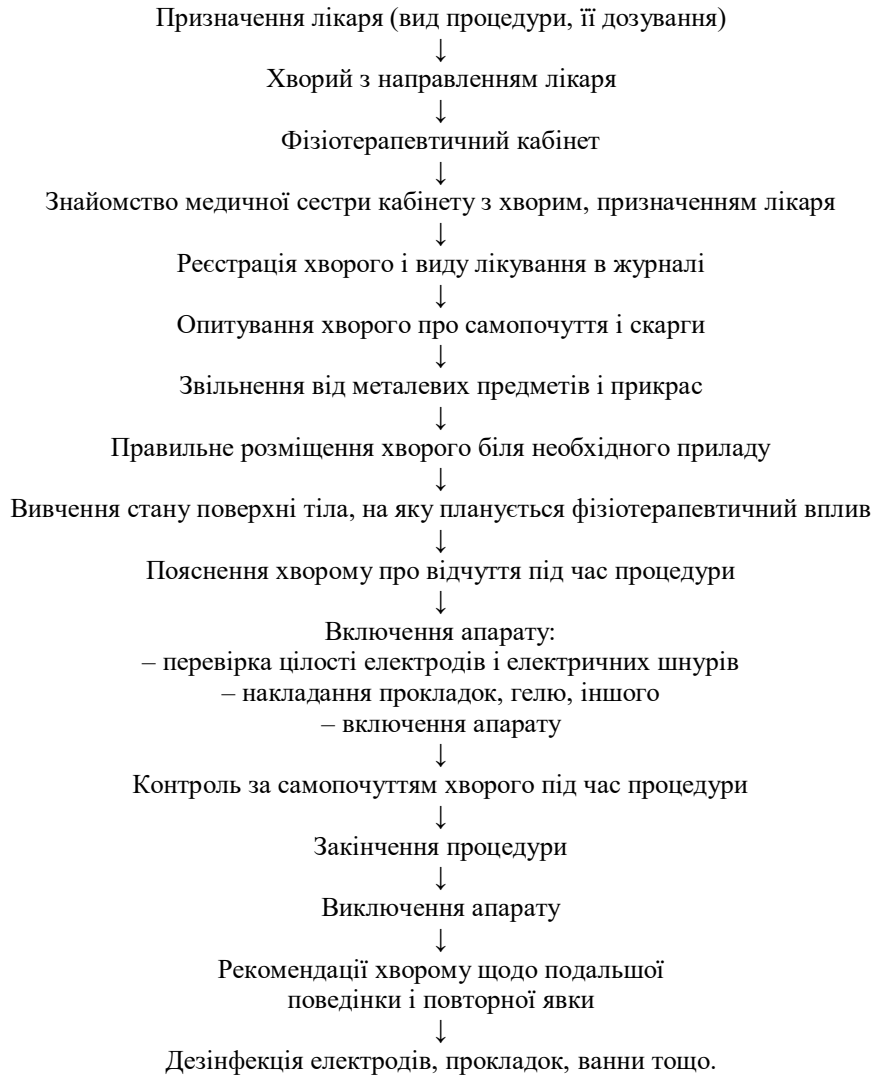 Призначення лікаря (вид процедури, її дозування)
↓
Хворий з направленням лікаря
↓
Фізіотерапевтичний кабінет
↓
Знайомство медичної сестри кабінету з хворим, призначенням лікаря
↓
Реєстрація хворого і виду лікування в журналі
↓
Опитування хворого про самопочуття і скарги
↓
Звільнення від металевих предметів і прикрас
↓
Правильне розміщення хворого біля необхідного приладу
↓
Вивчення стану поверхні тіла, на яку планується фізіотерапевтичний вплив
↓
Пояснення хворому про відчуття під час процедури
↓
Включення апарату:
– перевірка цілості електродів і електричних шнурів
– накладання прокладок, гелю, іншого
– включення апарату
↓
Контроль за самопочуттям хворого під час процедури
↓
Закінчення процедури
↓
Виключення апарату
↓
Рекомендації хворому щодо подальшої
поведінки і повторної явки
↓
Дезінфекція електродів, прокладок, ванни тощо.